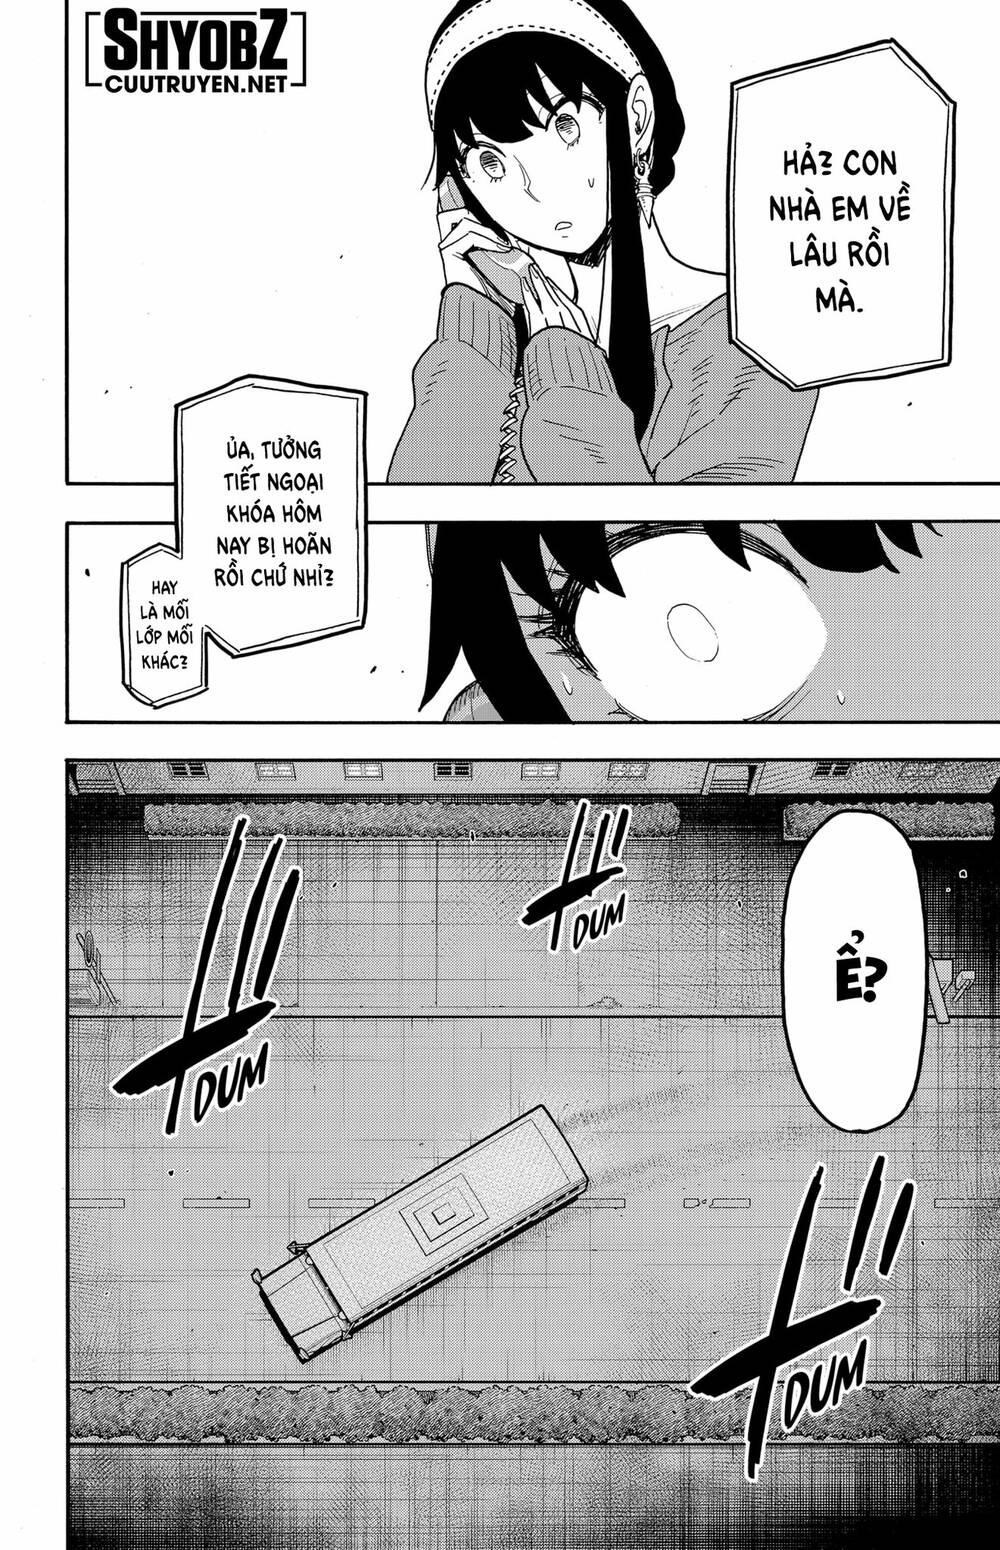 SHYOBZ
CUUTRUYEN.NET
HẢ? CON
NHÀ EM VỀ
LÂU RỒI
MÀ.
ỦA, TƯỞNG
TIẾT NGOẠI
KHÓA HÔM
NAY BỊ HOÃN
RỒI CHỨ NHỈ?
HAY
LÀ MỖI
LỚP MỖI
KHÁC?
Ể?
DUM
DUM
DUM